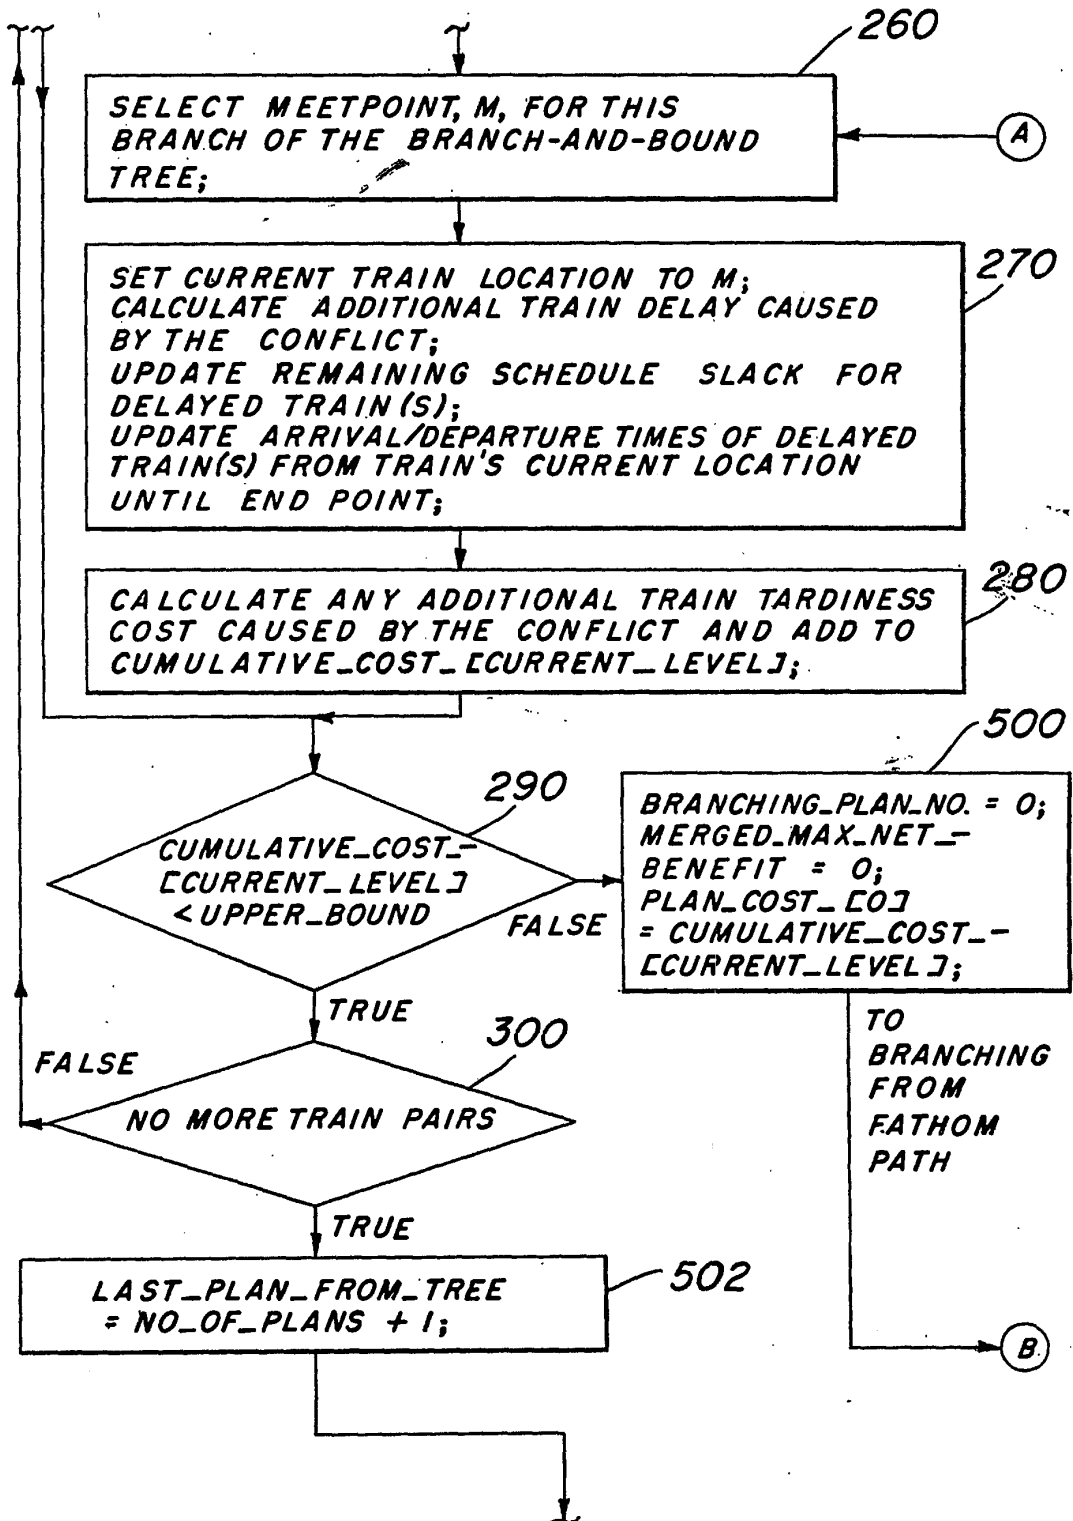 260
SELECT MEETPOINT, M, FOR THIS
BRANCH OF THE BRANCH-AND-BOUND
TREE;
A
270
SET CURRENT TRAIN LOCATION TO M;
CALCULATE ADDITIONAL TRAIN DELAY CAUSED
BY THE CONFLICT;
UPDATE REMAINING SCHEDULE SLACK FOR
DELAYED TRAIN(S);
UPDATE ARRIVAL/DEPARTURE TIMES OF DELAYED
TRAIN(S) FROM TRAIN'S CURRENT LOCATION
UNTIL END POINT;
280
CALCULATE ANY ADDITIONAL TRAIN TARDINESS
COST CAUSED BY THE CONFLICT AND ADD TO
CUMULATIVE_COST_[CURRENT_LEVEL];
290
CUMULATIVE_COST_-
[CURRENT_LEVEL]
< UPPER_BOUND
FALSE
TRUE
500
BRANCHING_PLAN_NO. = 0;
MERGED_MAX_NET_-
BENEFIT = 0;
PLAN_COST_[0]
= CUMULATIVE_COST_-
[CURRENT_LEVEL];
TO
BRANCHING
FROM
FATHOM
PATH
B
300
FALSE
NO MORE TRAIN PAIRS
TRUE
502
LAST_PLAN_FROM_TREE
= NO_OF_PLANS + 1;